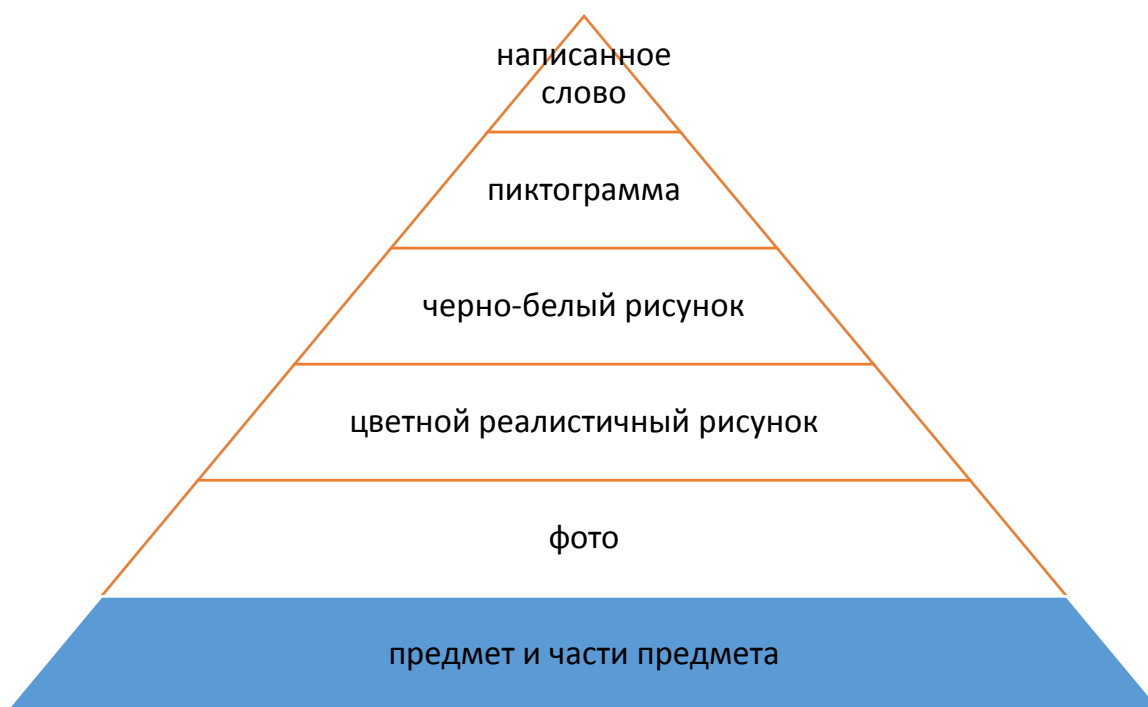 написанное
слово
пиктограмма
черно-белый рисунок
цветной реалистичный рисунок
фото
предмет и части предмета